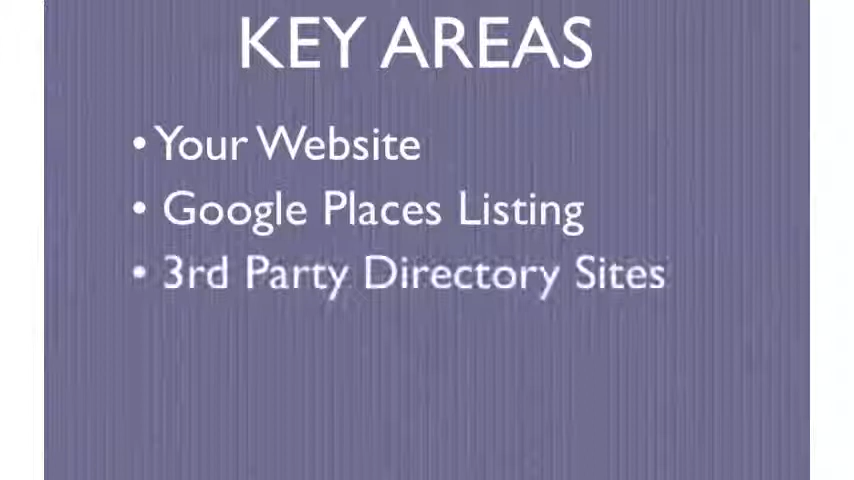 KEY AREAS
• Your Website
• Google Places Listing
• 3rd Party Directory Sites